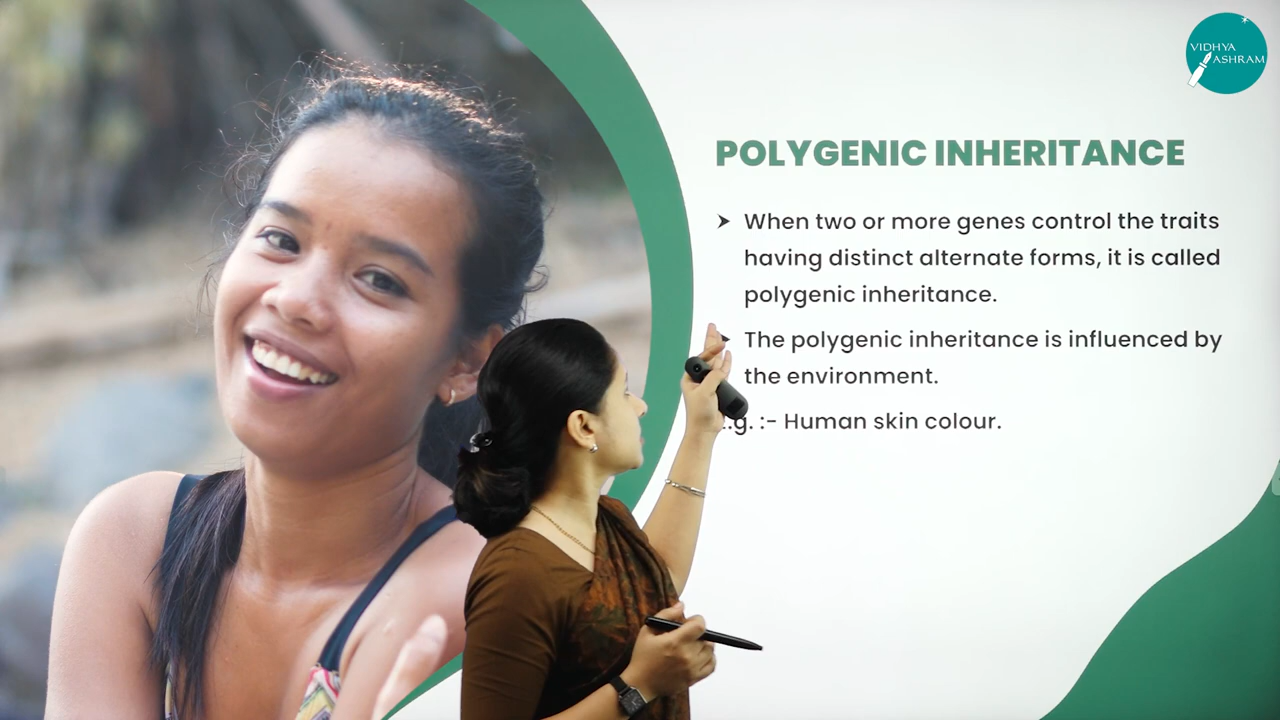 VIDHYA
ASHRAM
POLYGENIC INHERITANCE
➤ When two or more genes control the traits
having distinct alternate forms, it is called
polygenic inheritance.
The polygenic inheritance is influenced by
the environment.
.g. :- Human skin colour.